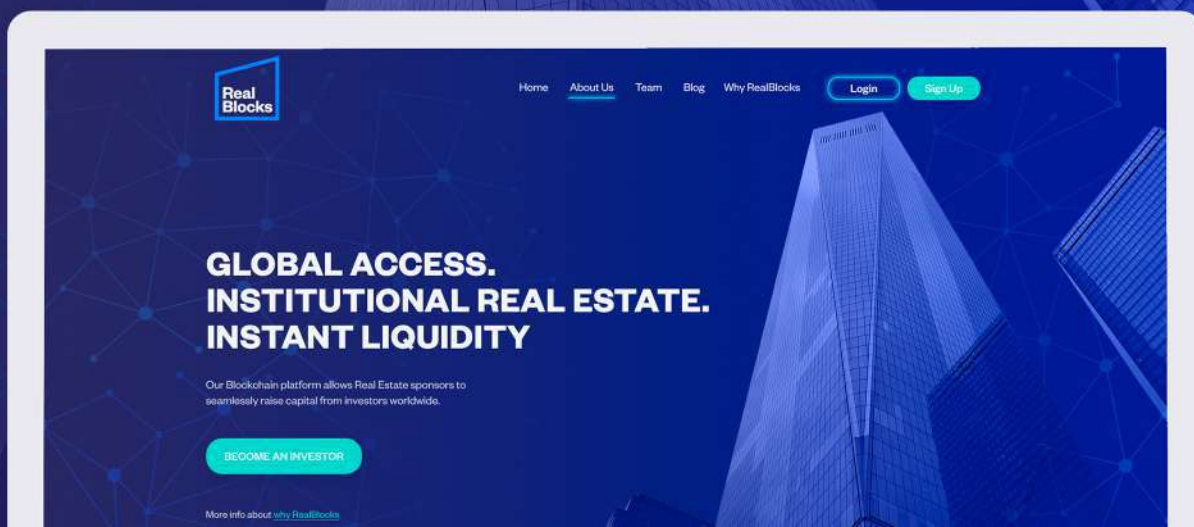 Real
Blocks
Home About Us Team Blog Why RealBlocks Login Sign Up
GLOBAL ACCESS.
INSTITUTIONAL REAL ESTATE.
INSTANT LIQUIDITY
Our Blockchain platform allows Real Estate sponsors to
seamlessly raise capital from investors worldwide.
BECOME AN INVESTOR
More info about why RealBlocks